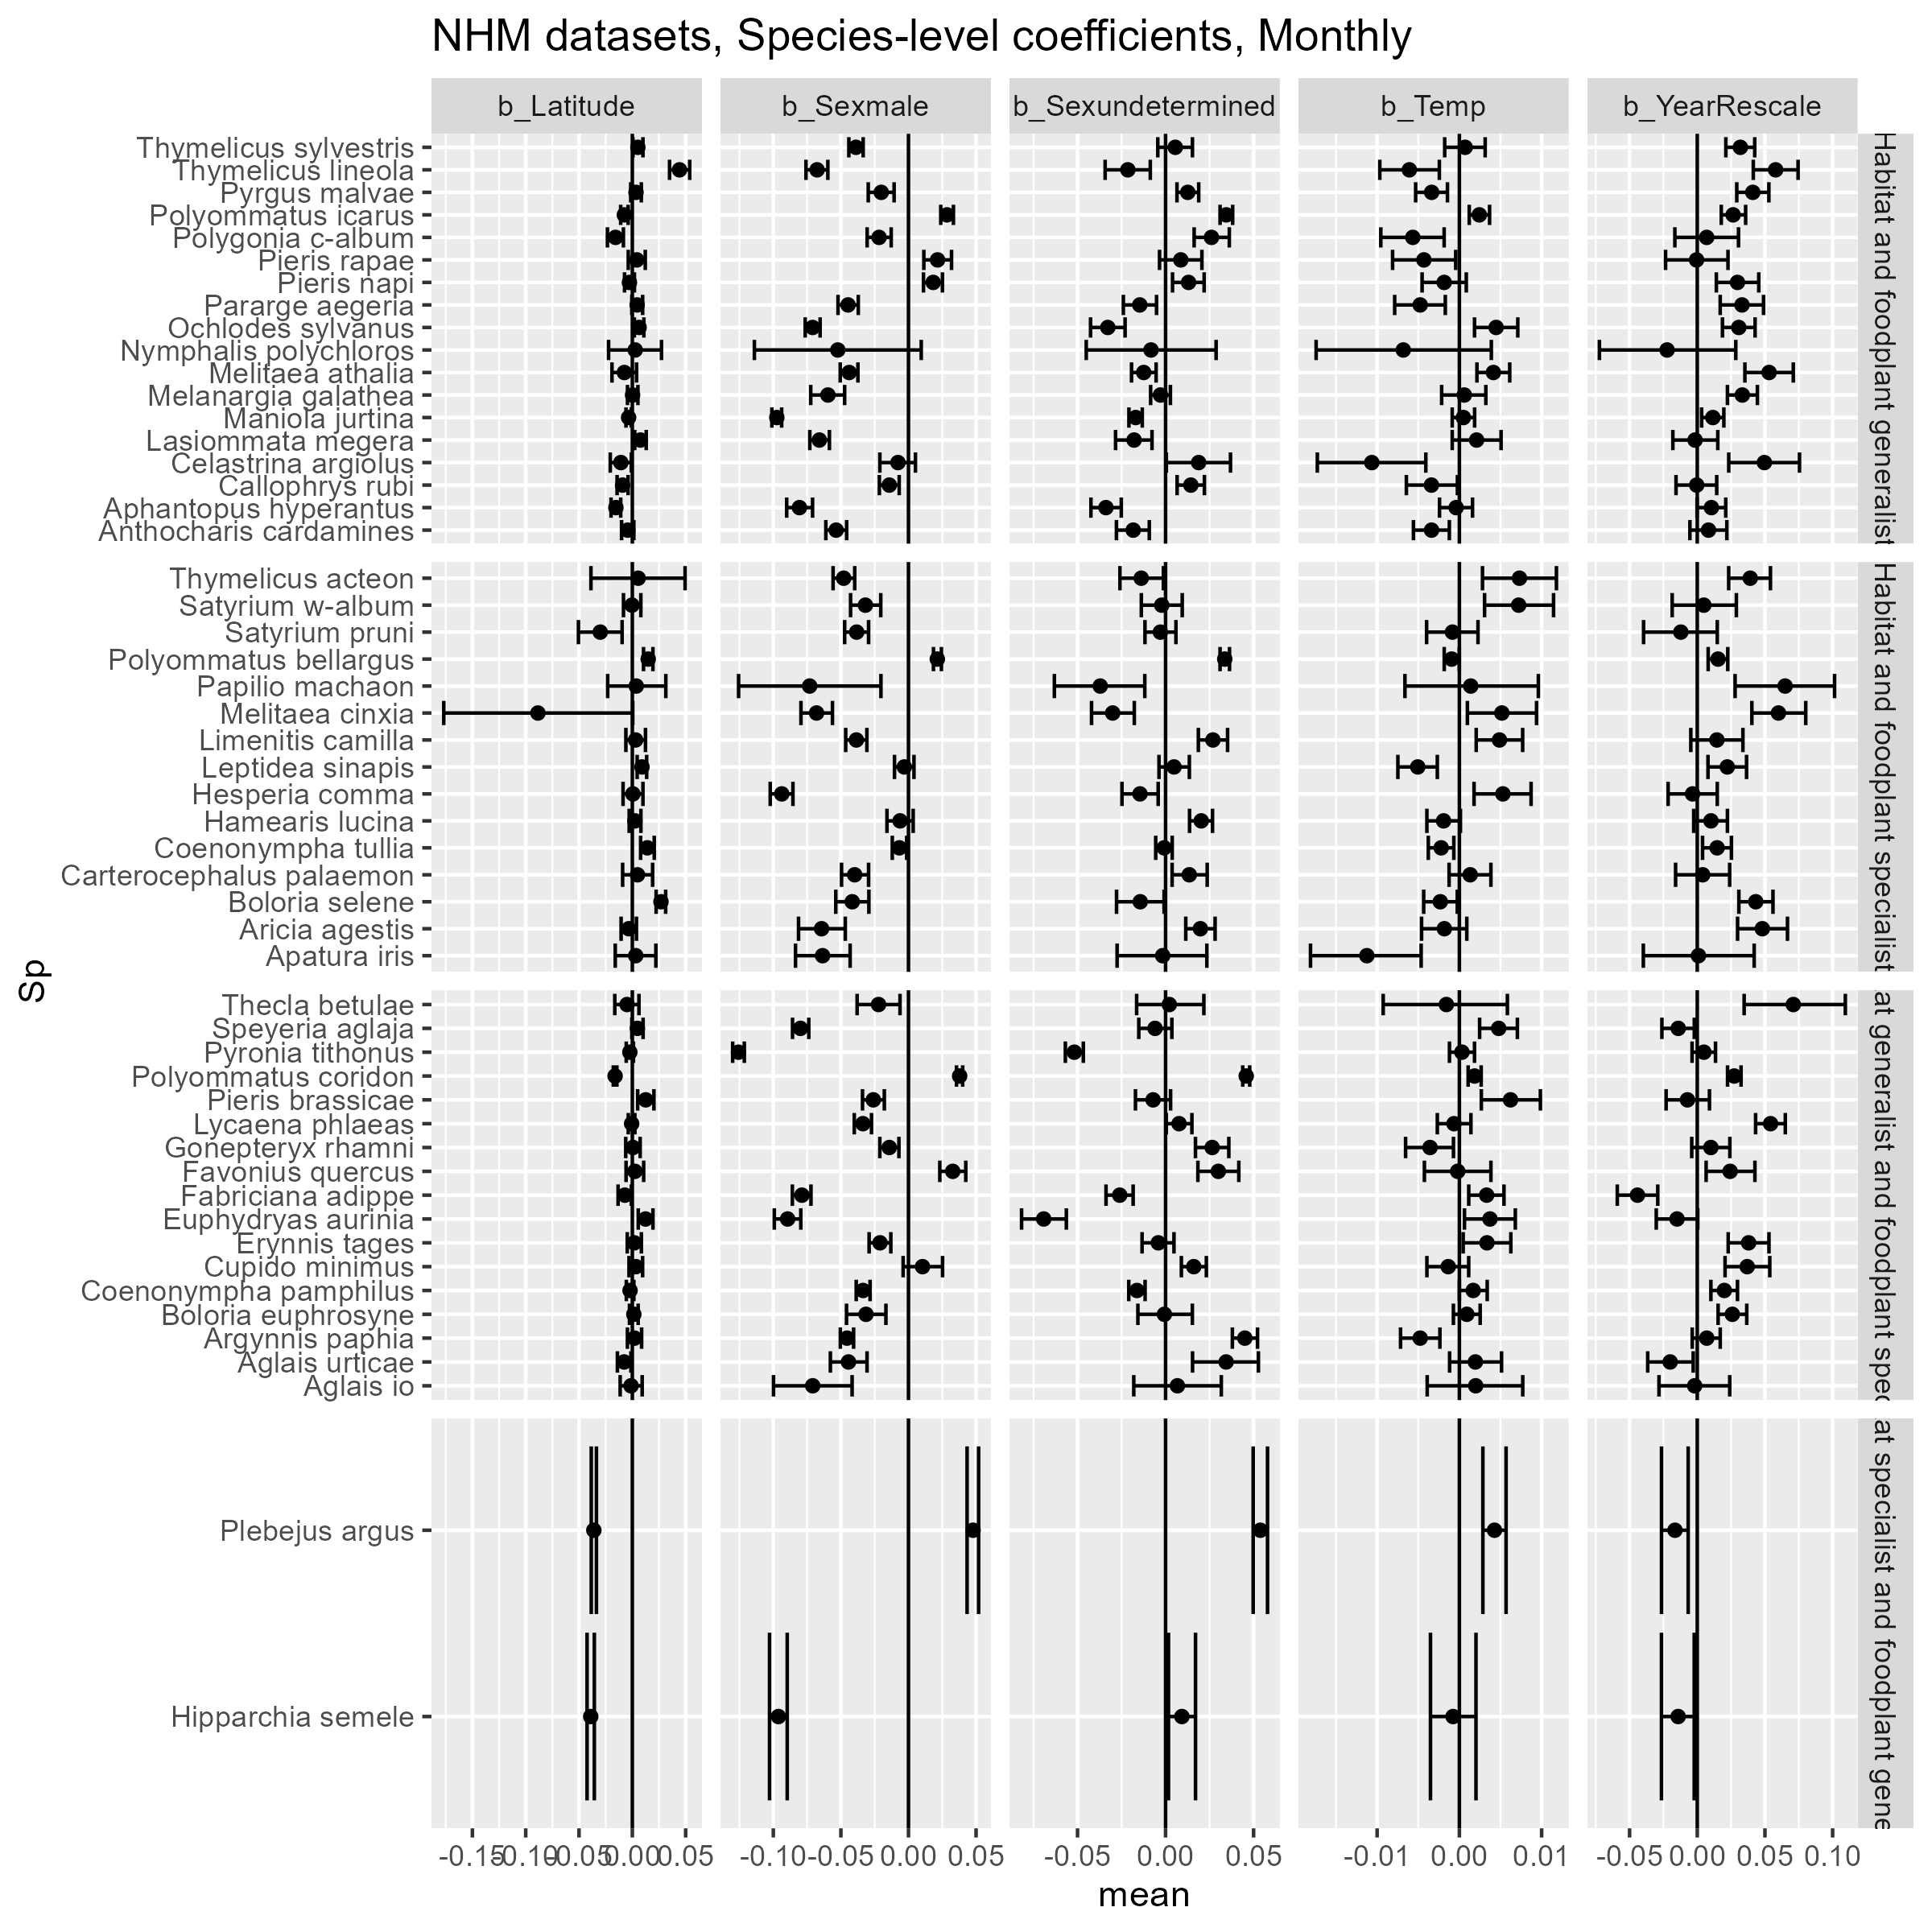 NHM datasets, Species-level coefficients, Monthly
b_Latitude b_Sexmale b_Sexundetermined b_Temp b_YearRescale
Thymelicus sylvestris
Thymelicus lineola
Pyrgus malvae
Polyommatus icarus
Polygonia c-album
Pieris rapae
Pieris napi
Pararge aegeria
Ochlodes sylvanus
Nymphalis polychloros
Melitaea athalia
Melanargia galathea
Maniola jurtina
Lasiommata megera
Celastrina argiolus
Callophrys rubi
Aphantopus hyperantus
Anthocharis cardamines
Habitat and foodplant generalist
Thymelicus acteon
Satyrium w-album
Satyrium pruni
Polyommatus bellargus
Papilio machaon
Melitaea cinxia
Limenitis camilla
Leptidea sinapis
Hesperia comma
Hamearis lucina
Coenonympha tullia
Carterocephalus palaemon
Boloria selene
Aricia agestis
Apatura iris
Habitat and foodplant specialist
Thecla betulae
Speyeria aglaja
Pyronia tithonus
Polyommatus coridon
Pieris brassicae
Lycaena phlaeas
Gonepteryx rhamni
Favonius quercus
Fabriciana adippe
Euphydryas aurinia
Erynnis tages
Cupido minimus
Coenonympha pamphilus
Boloria euphrosyne
Argynnis paphia
Aglais urticae
Aglais io
at generalist and foodplant spec
Plebejus argus
Hipparchia semele
at specialist and foodplant gene
Sp
-0.15 -0.10 -0.05 0.00 0.05 -0.10 -0.05 0.00 0.05 -0.05 0.00 0.05 -0.01 0.00 0.01 -0.05 0.00 0.05 0.10
mean